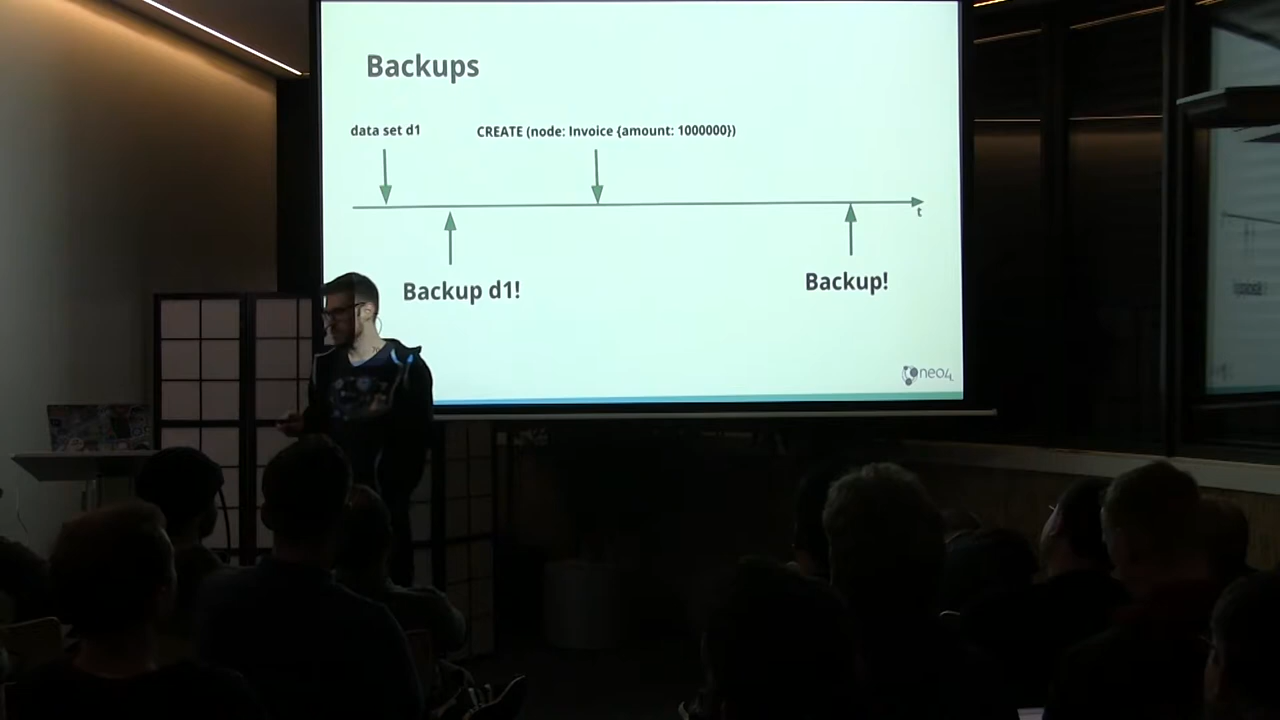 Backups
data set d1
CREATE (node: Invoice {amount: 1000000})
t
Backup d1!
Backup!
neo4j